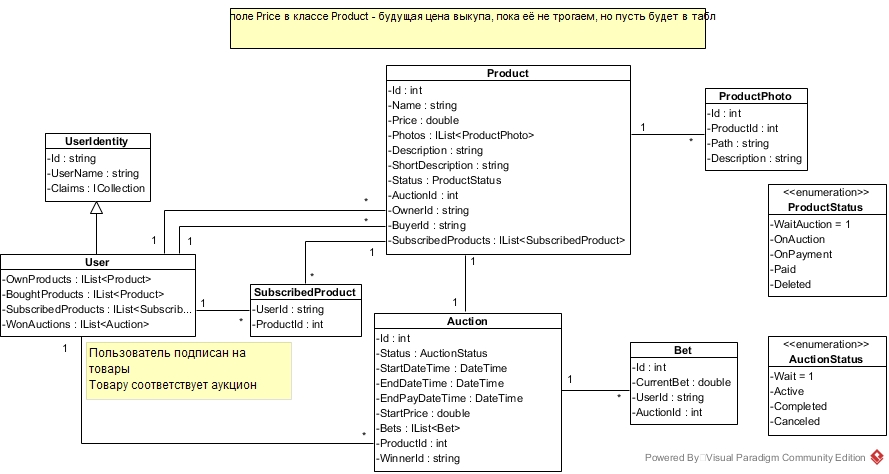 поле Price в классе Product - будущая цена выкупа, пока её не трогаем, но пусть будет в табл
Product
-Id : int
-Name : string
-Price : double
-Photos : IList<ProductPhoto>
-Description : string
-ShortDescription : string
-Status : ProductStatus
-AuctionId : int
-OwnerId : string
-BuyerId : string
-SubscribedProducts : IList<SubscribedProduct>
1
*
ProductPhoto
-Id : int
-ProductId : int
-Path : string
-Description : string
UserIdentity
-Id : string
-UserName : string
-Claims : ICollection
<<enumeration>>
ProductStatus
-WaitAuction = 1
-OnAuction
-OnPayment
-Paid
-Deleted
*
*
1
1
1
1
User
-OwnProducts : IList<Product>
-BoughtProducts : IList<Product>
-SubscribedProducts : IList<Subscrib...
-WonAuctions : IList<Auction>
*
1
*
SubscribedProduct
-UserId : string
-ProductId : int
1
Auction
-Id : int
-Status : AuctionStatus
-StartDateTime : DateTime
-EndDateTime : DateTime
-EndPayDateTime : DateTime
-StartPrice : double
-Bets : IList<Bet>
-ProductId : int
-WinnerId : string
1
*
Bet
-Id : int
-CurrentBet : double
-UserId : string
-AuctionId : int
<<enumeration>>
AuctionStatus
-Wait = 1
-Active
-Completed
-Canceled
1
Пользователь подписан на
товары
Товару соответствует аукцион
*
Powered By Visual Paradigm Community Edition